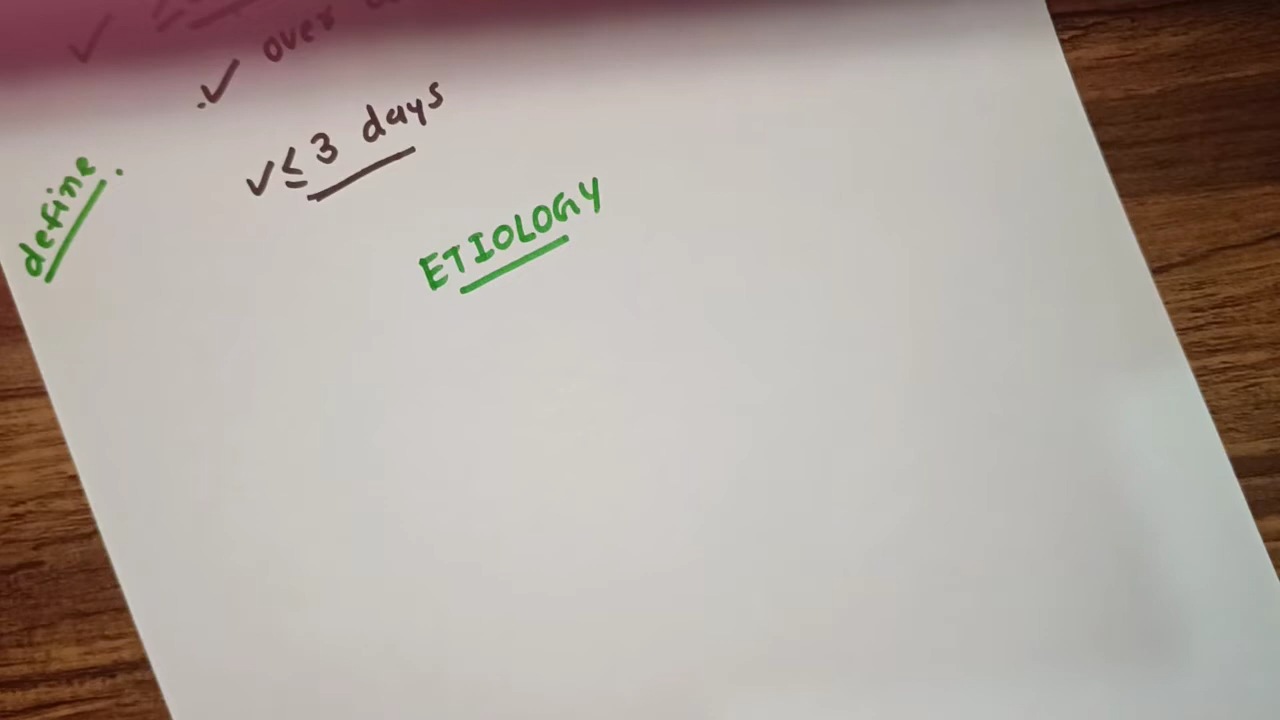 ✓ ≤
✓ over
✓ ≤ 3 days
define.
ETIOLOGY